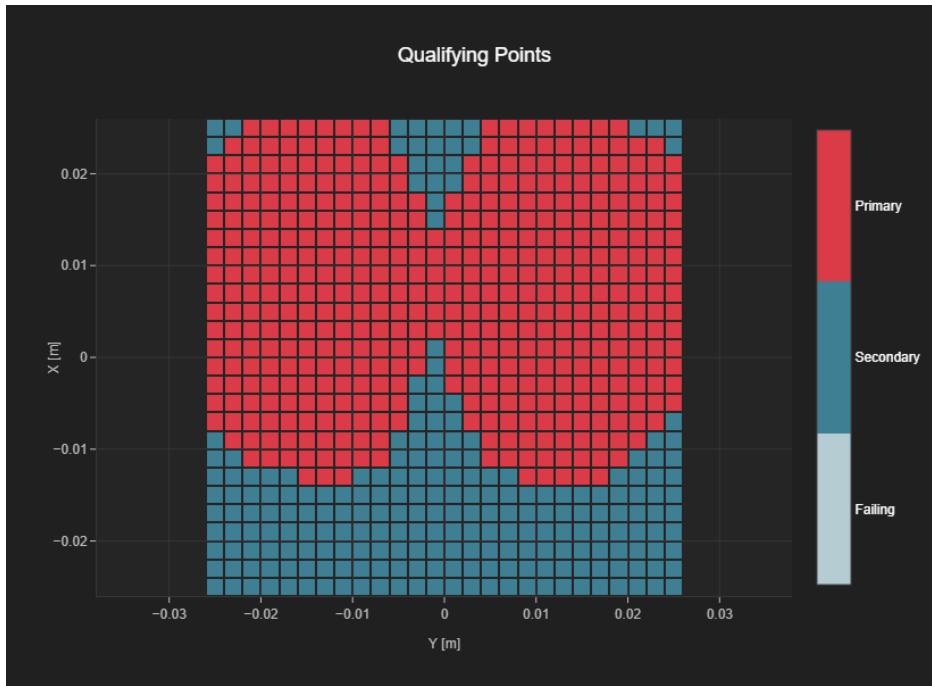 Qualifying Points
X [m]
0.02
0.01
0
−0.01
−0.02
−0.03
−0.02
−0.01
0
0.01
0.02
0.03
Y [m]
Primary
Secondary
Failing